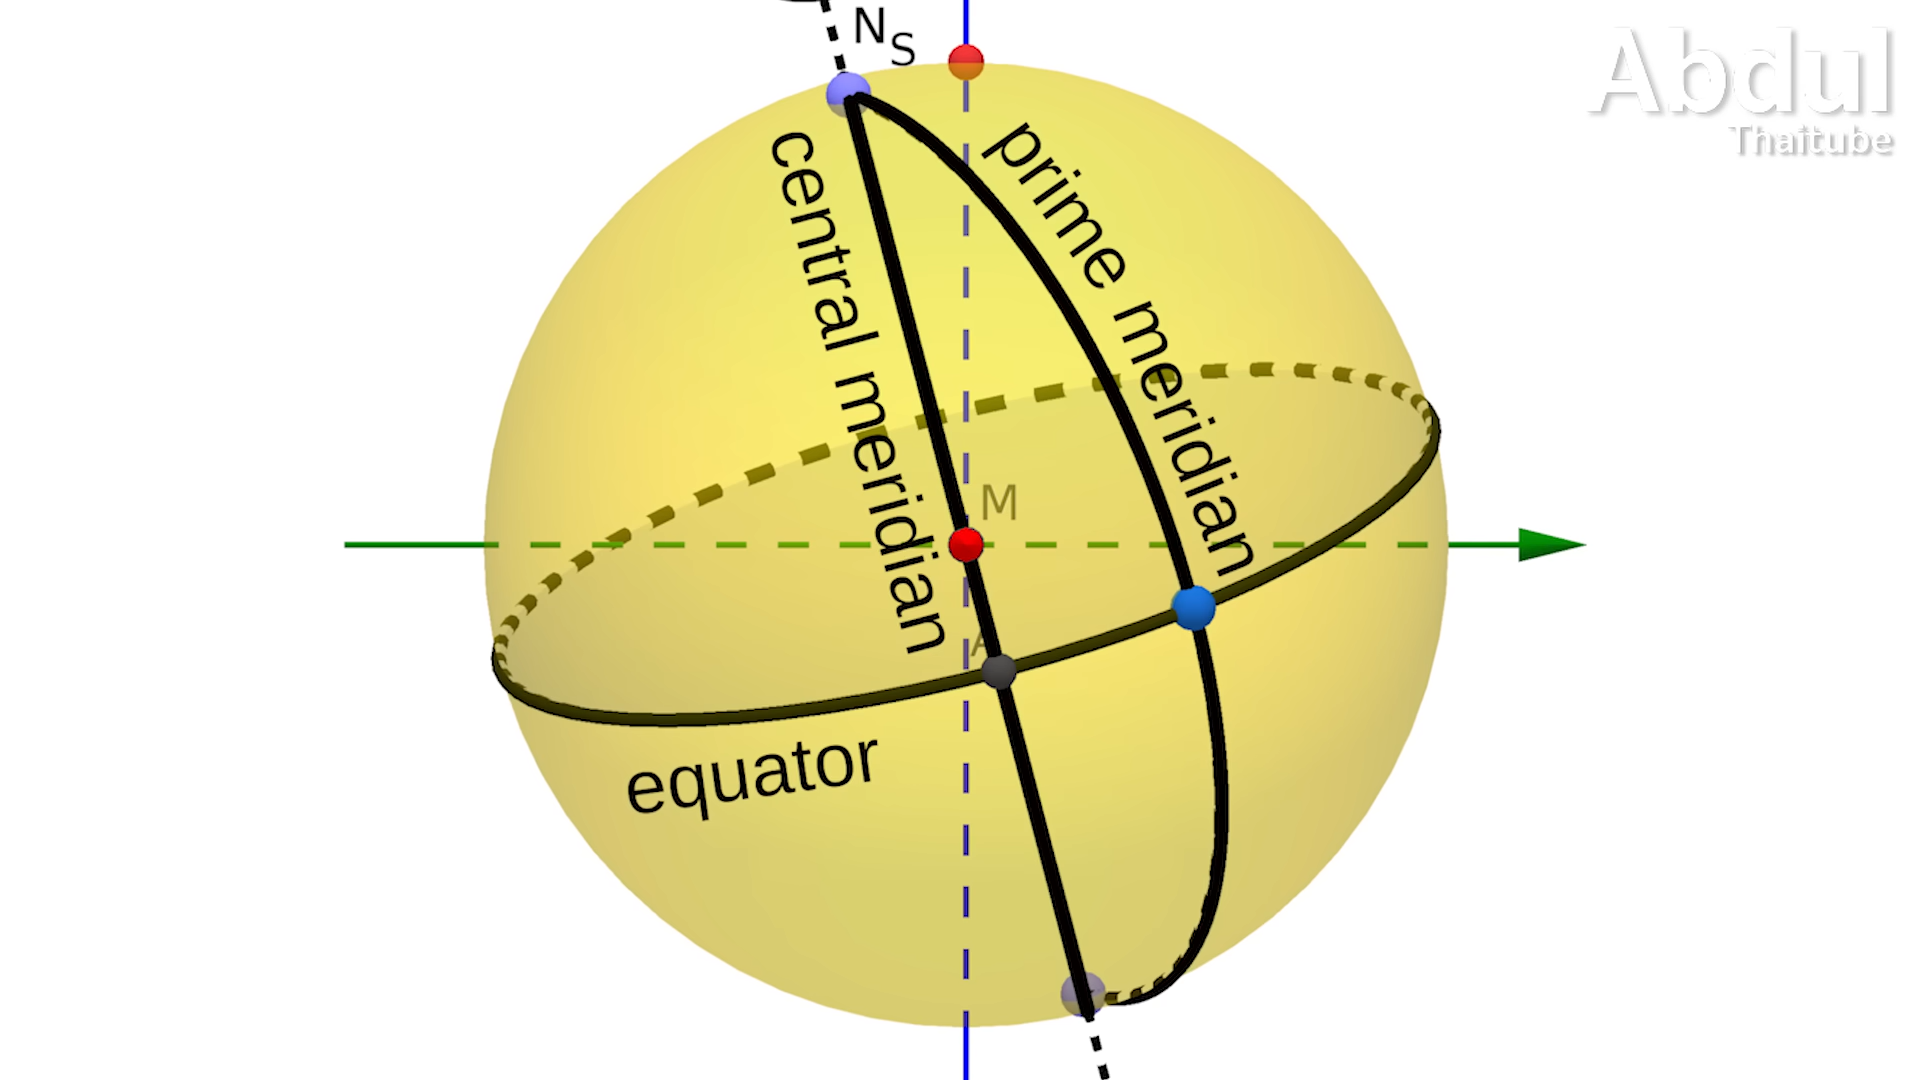 N
S
Abdul
Thaitube
central meridian
prime meridian
M
A
equator